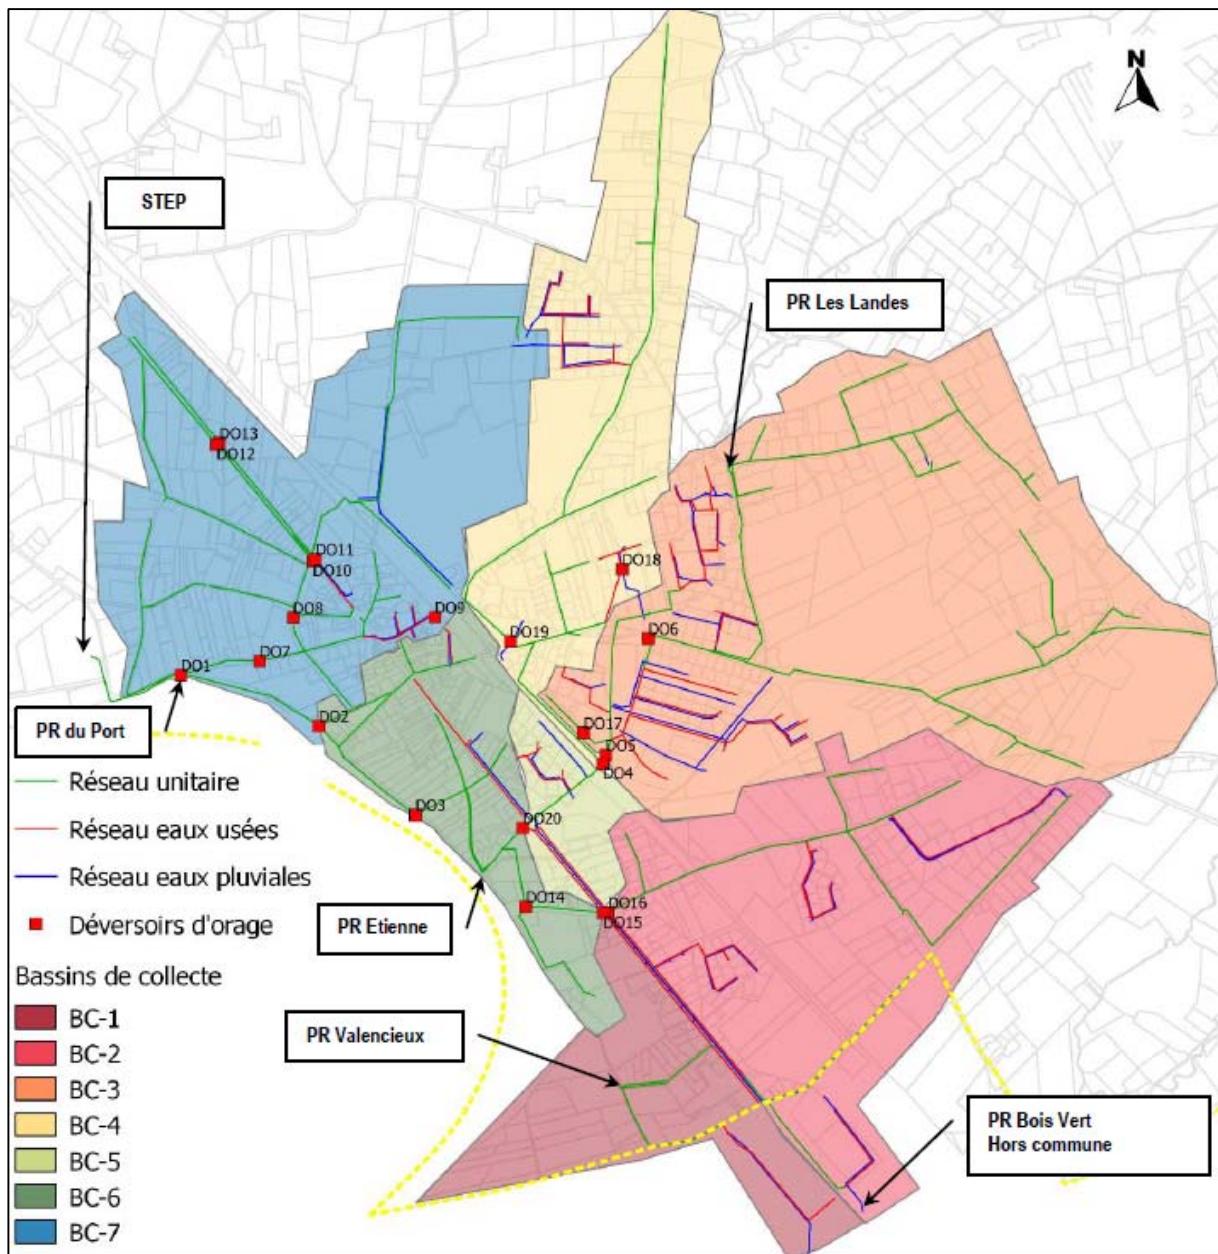 N
STEP
PR Les Landes
DO13
DO12
DO11
DO10
DO18
DO8
DO9
DO19
DO6
DO7
DO1
PR du Port
DO2
DO17
DO5
DO4
Réseau unitaire
DO3
DO20
Réseau eaux usées
Réseau eaux pluviales
DO14
DO16
DO15
Déversoirs d'orage
PR Etienne
Bassins de collecte
BC-1
PR Valencieux
BC-2
BC-3
BC-4
PR Bois Vert
Hors commune
BC-5
BC-6
BC-7